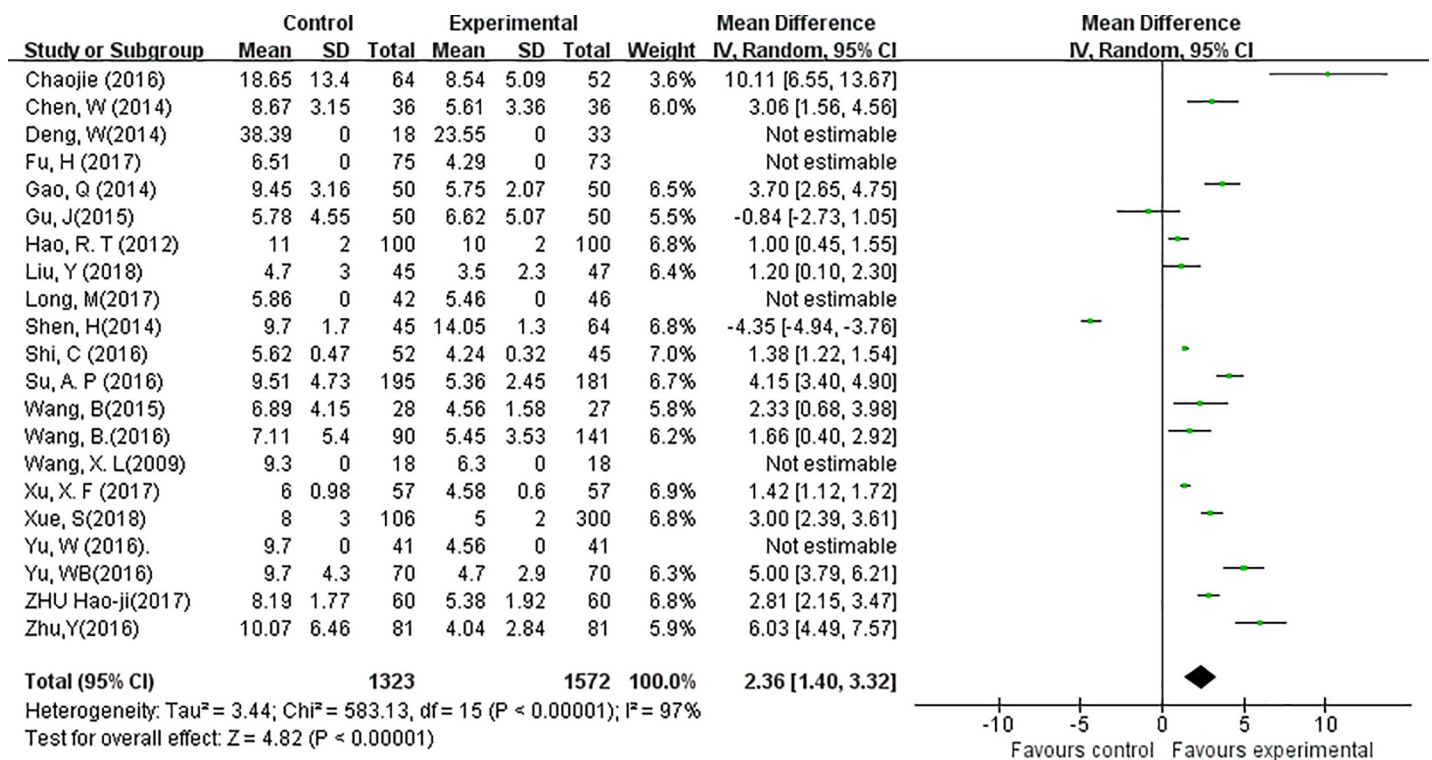 Control Experimental Mean Difference Mean Difference
Study or Subgroup Mean SD Total Mean SD Total Weight IV, Random, 95% CI IV, Random, 95% CI
Chaojie (2016) 18.65 13.4 64 8.54 5.09 52 3.6% 10.11 [6.55, 13.67]
Chen, W (2014) 8.67 3.15 36 5.61 3.36 36 6.0% 3.06 [1.56, 4.56]
Deng, W(2014) 38.39 0 18 23.55 0 33 Not estimable
Fu, H (2017) 6.51 0 75 4.29 0 73 Not estimable
Gao, Q (2014) 9.45 3.16 50 5.75 2.07 50 6.5% 3.70 [2.65, 4.75]
Gu, J(2015) 5.78 4.55 50 6.62 5.07 50 5.5% -0.84 [-2.73, 1.05]
Hao, R. T (2012) 11 2 100 10 2 100 6.8% 1.00 [0.45, 1.55]
Liu, Y (2018) 4.7 3 45 3.5 2.3 47 6.4% 1.20 [0.10, 2.30]
Long, M(2017) 5.86 0 42 5.46 0 46 Not estimable
Shen, H(2014) 9.7 1.7 45 14.05 1.3 64 6.8% -4.35 [-4.94, -3.76]
Shi, C (2016) 5.62 0.47 52 4.24 0.32 45 7.0% 1.38 [1.22, 1.54]
Su, A. P (2016) 9.51 4.73 195 5.36 2.45 181 6.7% 4.15 [3.40, 4.90]
Wang, B(2015) 6.89 4.15 28 4.56 1.58 27 5.8% 2.33 [0.68, 3.98]
Wang, B.(2016) 7.11 5.4 90 5.45 3.53 141 6.2% 1.66 [0.40, 2.92]
Wang, X. L(2009) 9.3 0 18 6.3 0 18 Not estimable
Xu, X. F (2017) 6 0.98 57 4.58 0.6 57 6.9% 1.42 [1.12, 1.72]
Xue, S(2018) 8 3 106 5 2 300 6.8% 3.00 [2.39, 3.61]
Yu, W (2016). 9.7 0 41 4.56 0 41 Not estimable
Yu, WB(2016) 9.7 4.3 70 4.7 2.9 70 6.3% 5.00 [3.79, 6.21]
ZHU Hao-ji(2017) 8.19 1.77 60 5.38 1.92 60 6.8% 2.81 [2.15, 3.47]
Zhu,Y(2016) 10.07 6.46 81 4.04 2.84 81 5.9% 6.03 [4.49, 7.57]
Total (95% CI) 1323 1572 100.0% 2.36 [1.40, 3.32]
Heterogeneity: Tau² = 3.44; Chi² = 583.13, df = 15 (P < 0.00001); I² = 97%
Test for overall effect: Z = 4.82 (P < 0.00001)
-10 -5 0 5 10
Favours control Favours experimental